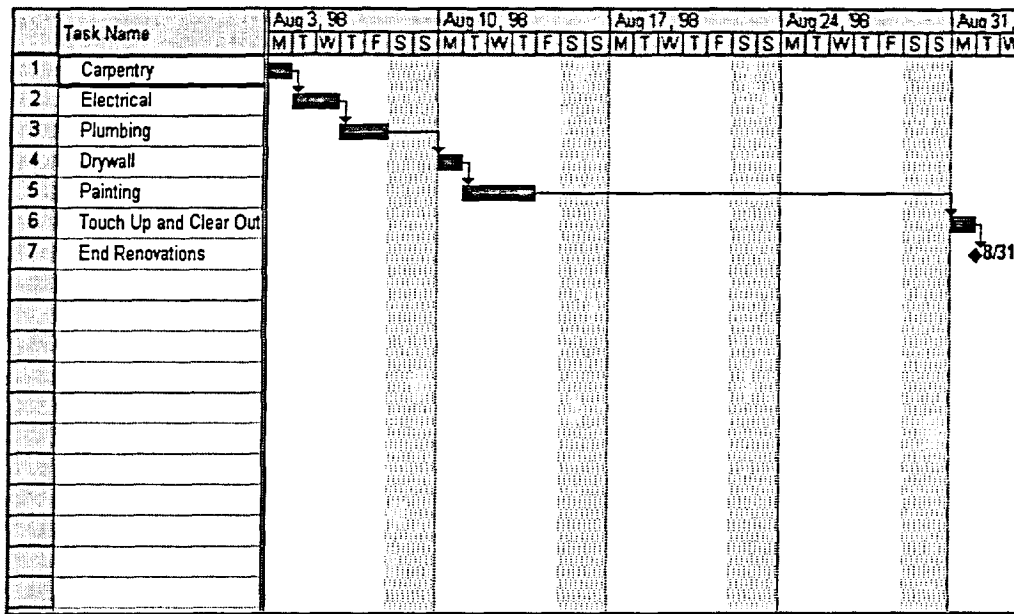 Task Name
Aug 3, 98 Aug 10, 98 Aug 17, 98 Aug 24, 98 Aug 31,
M T W T F S S M T W T F S S M T W T F S S M T W T F S S M T W
1 Carpentry
2 Electrical
3 Plumbing
4 Drywall
5 Painting
6 Touch Up and Clear Out
7 End Renovations 8/31